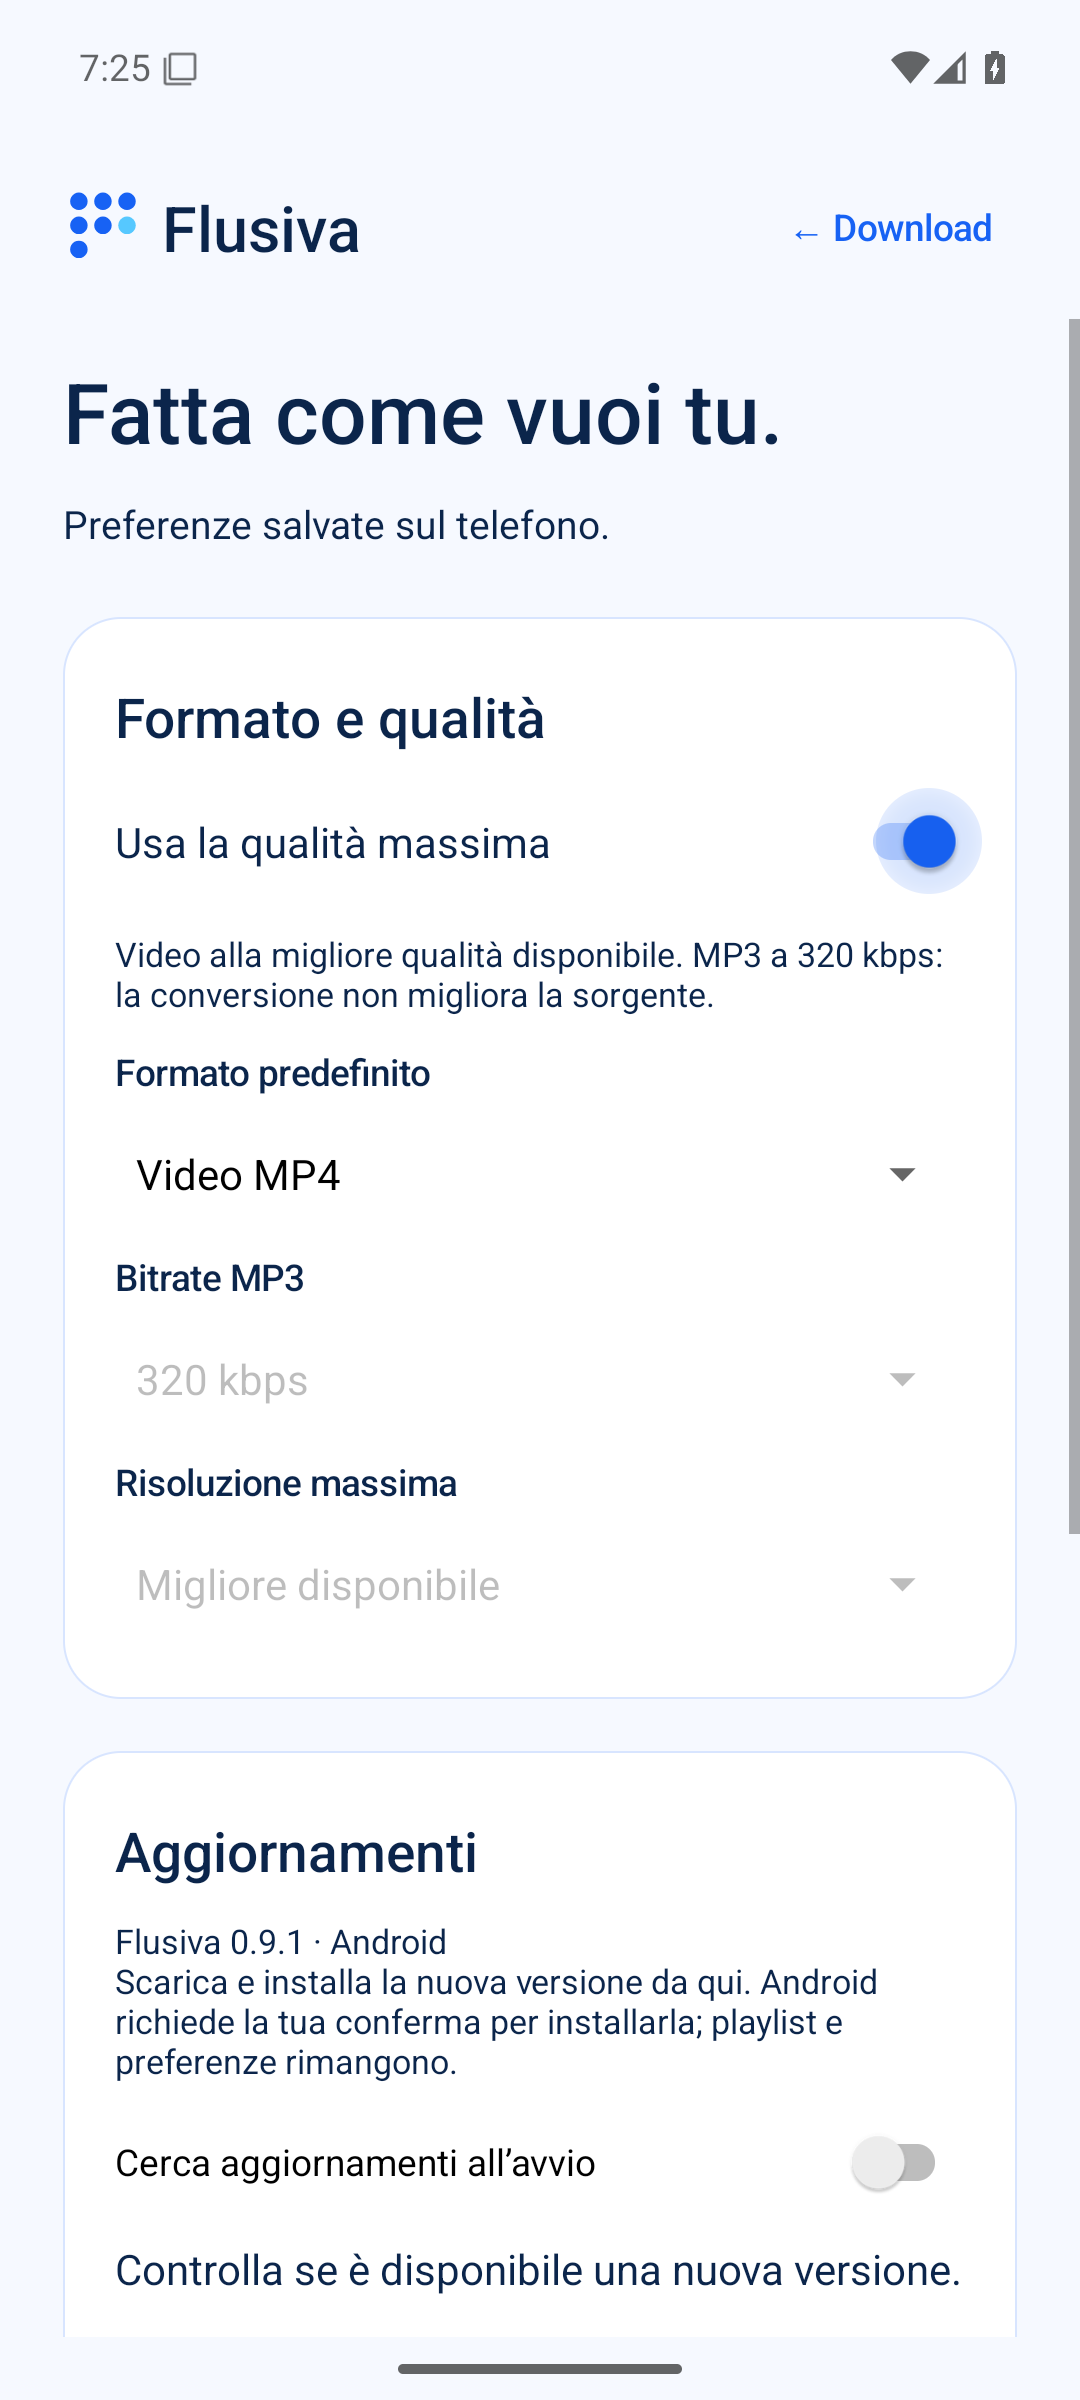 7:25
Flusiva
← Download
Fatta come vuoi tu.
Preferenze salvate sul telefono.
Formato e qualità
Usa la qualità massima
Video alla migliore qualità disponibile. MP3 a 320 kbps:
la conversione non migliora la sorgente.
Formato predefinito
Video MP4
Bitrate MP3
320 kbps
Risoluzione massima
Migliore disponibile
Aggiornamenti
Flusiva 0.9.1 · Android
Scarica e installa la nuova versione da qui. Android
richiede la tua conferma per installarla; playlist e
preferenze rimangono.
Cerca aggiornamenti all’avvio
Controlla se è disponibile una nuova versione.